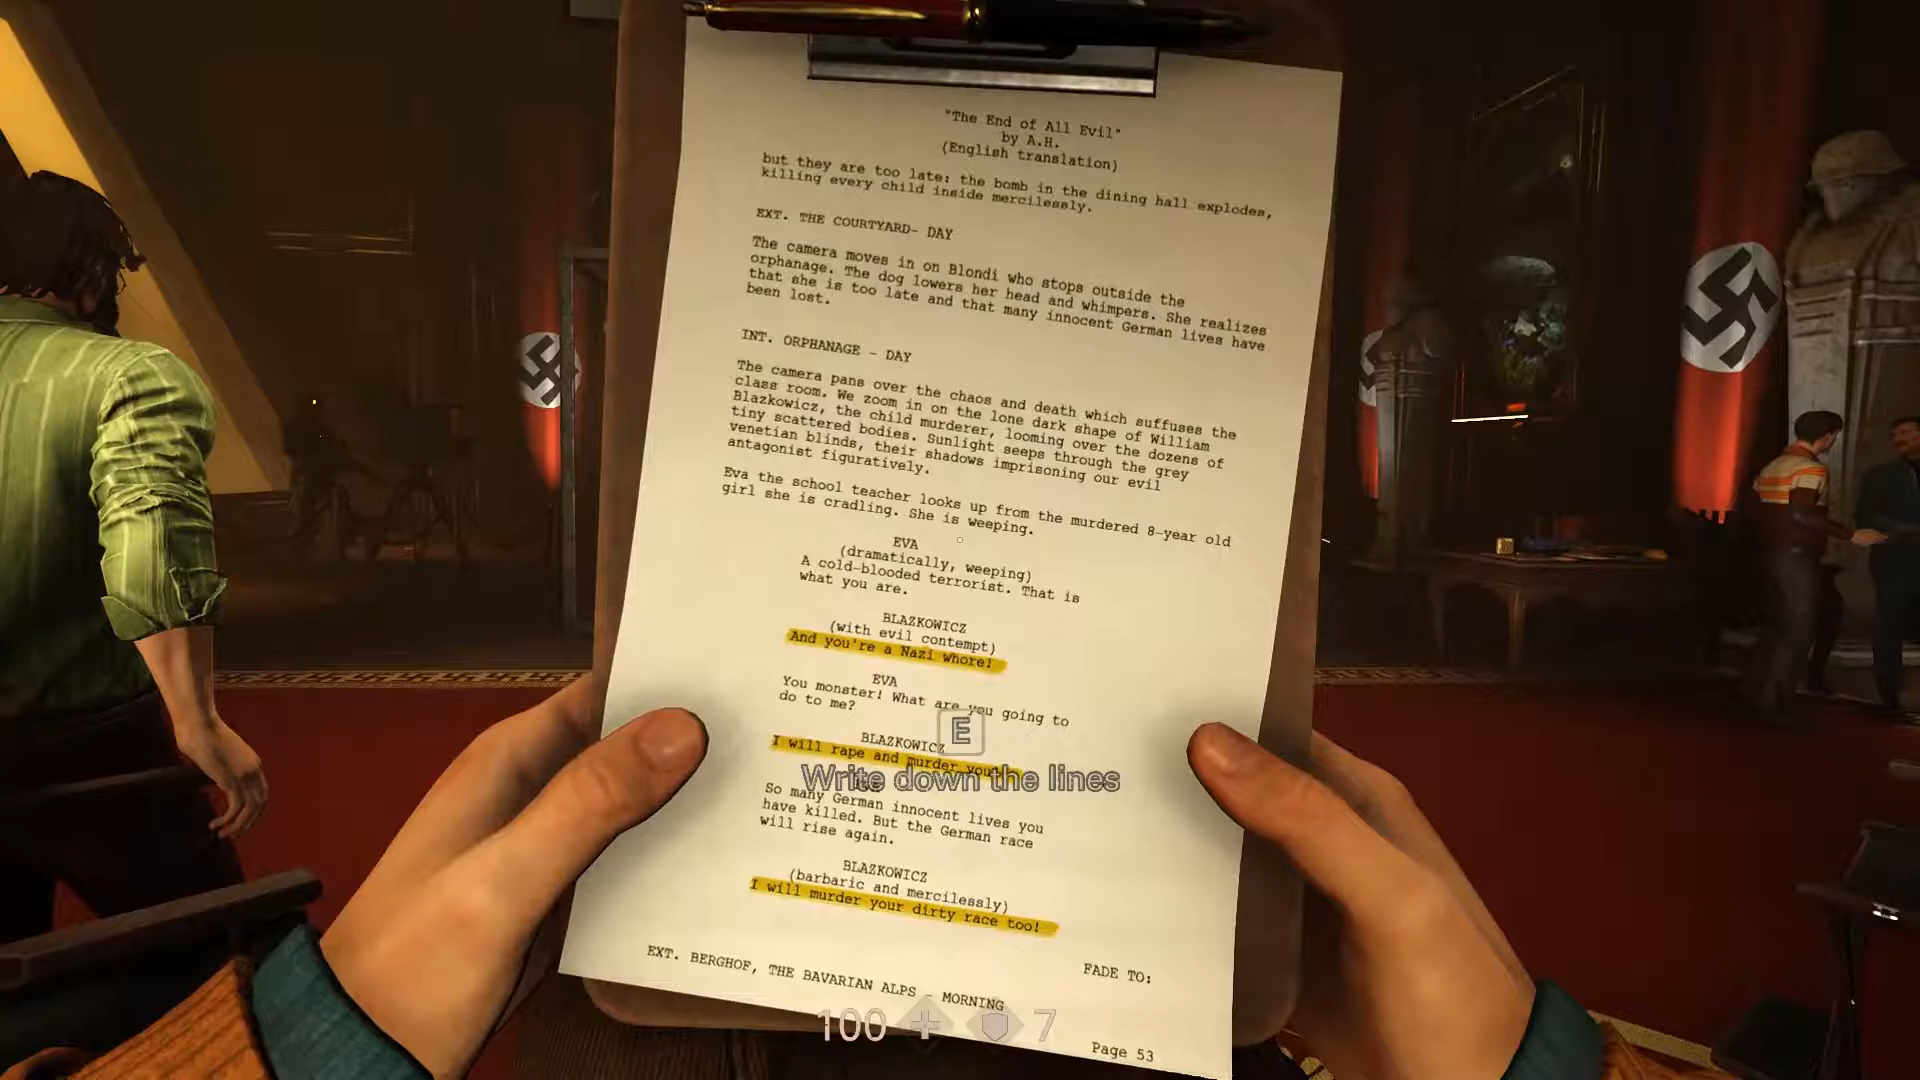 "The End of All Evil"
by A.H.
(English translation)
but they are too late: the bomb in the dining hall explodes,
killing every child inside mercilessly.
EXT. THE COURTYARD- DAY
The camera moves in on Blondi who stops outside the
orphanage. The dog lowers her head and whimpers. She realizes
that she is too late and that many innocent German lives have
been lost.
INT. ORPHANAGE - DAY
The camera pans over the chaos and death which suffuses the
class room. We zoom in on the lone dark shape of William
Blazkowicz, the child murderer, looming over the dozens of
tiny scattered bodies. Sunlight seeps through the grey
venetian blinds, their shadows imprisoning our evil
antagonist figuratively.
Eva the school teacher looks up from the murdered 8-year old
girl she is cradling. She is weeping.
EVA
(dramatically, weeping)
A cold-blooded terrorist. That is
what you are.
BLAZKOWICZ
(with evil contempt)
And you're a Nazi whore!
EVA
You monster! What are you going to
do to me?
E
BLAZKOWICZ
I will rape and murder you
Write down the lines
So many German innocent lives you
have killed. But the German race
will rise again.
BLAZKOWICZ
(barbaric and mercilessly)
I will murder your dirty race too!
FADE TO:
EXT. BERGHOF, THE BAVARIAN ALPS - MORNING
100
7
Page 53